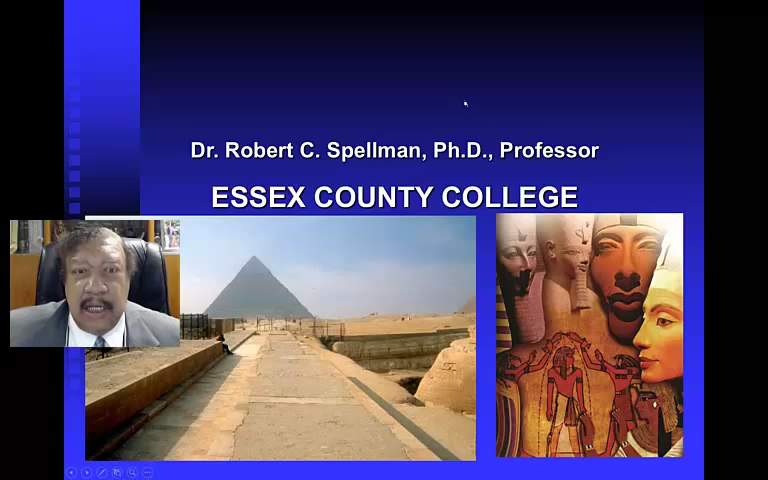 Dr. Robert C. Spellman, Ph.D., Professor
ESSEX COUNTY COLLEGE